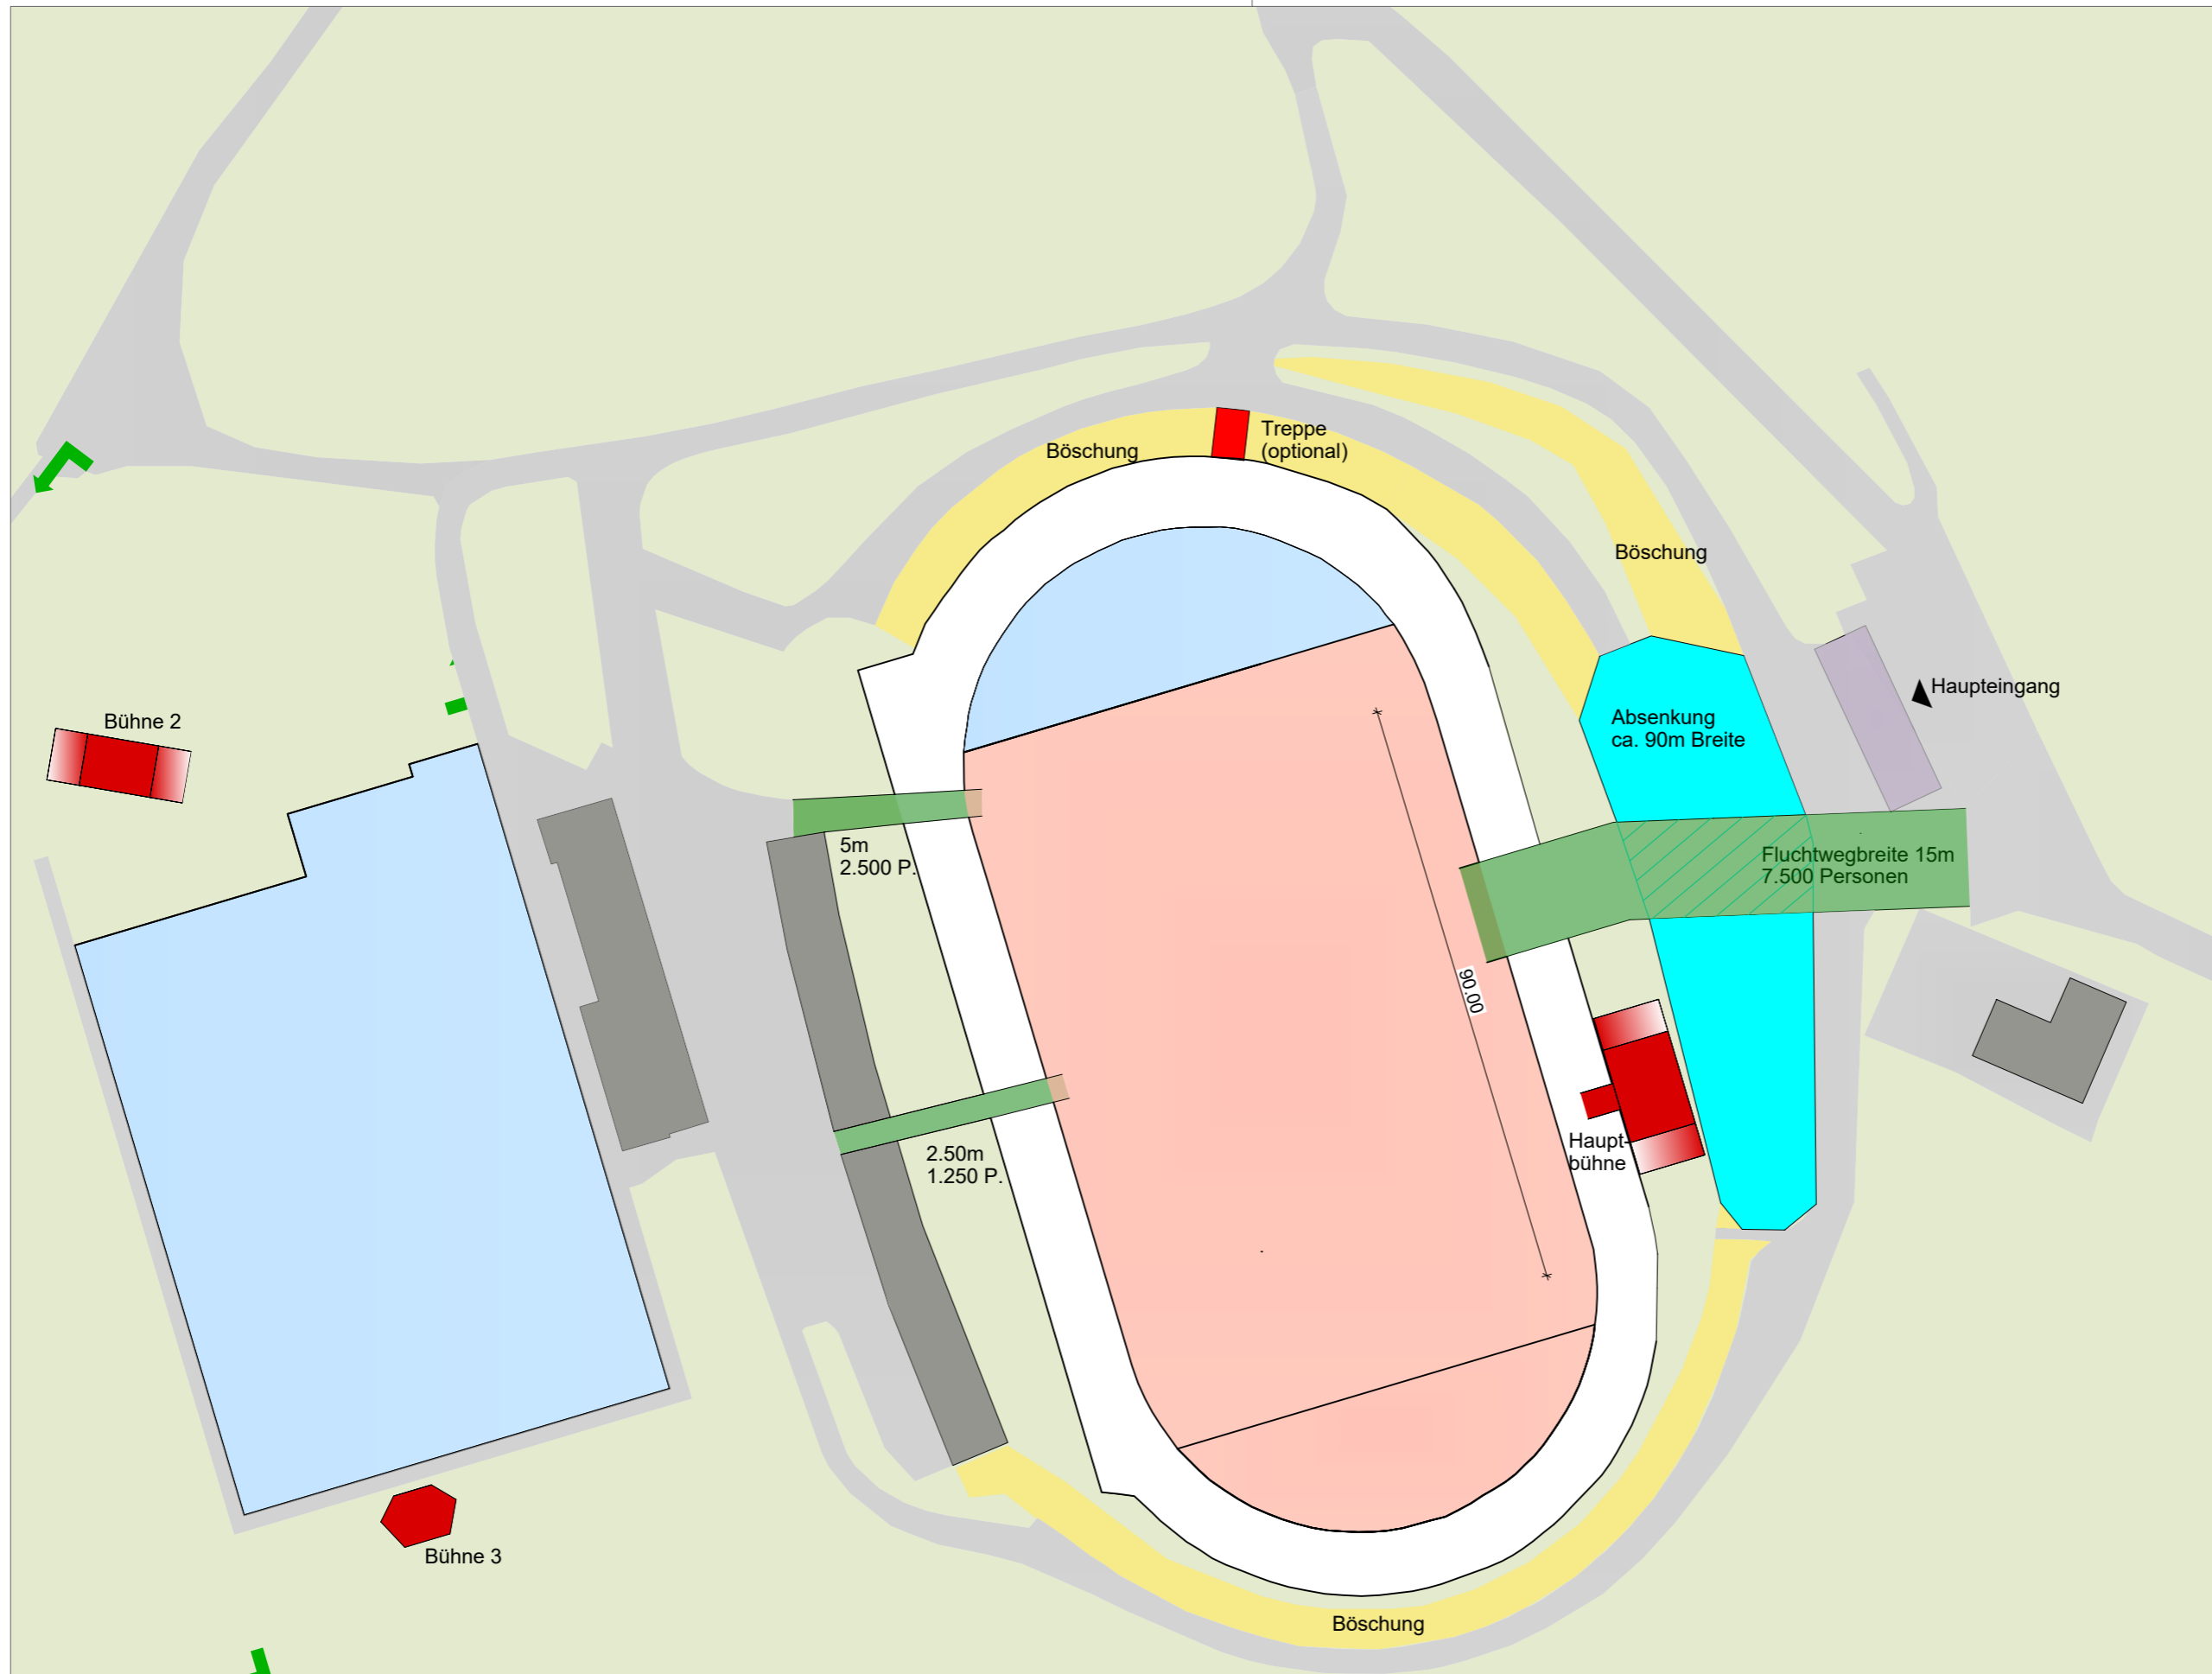 Böschung
Treppe
(optional)
Böschung
Haupteingang
Bühne 2
Absenkung
ca. 90m Breite
5m
2.500 P.
Fluchtwegbreite 15m
7.500 Personen
90.00
2.50m
1.250 P.
Haupt-
bühne
Bühne 3
Böschung